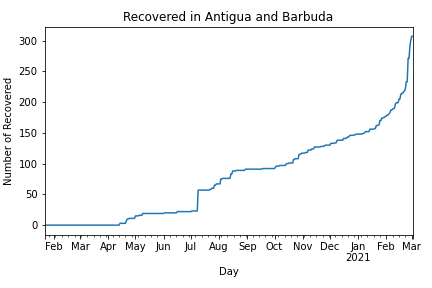 Recovered in Antigua and Barbuda
Number of Recovered
300
250
200
150
100
50
0
Feb Mar Apr May Jun Jul Aug Sep Oct Nov Dec Jan Feb Mar
2021
Day